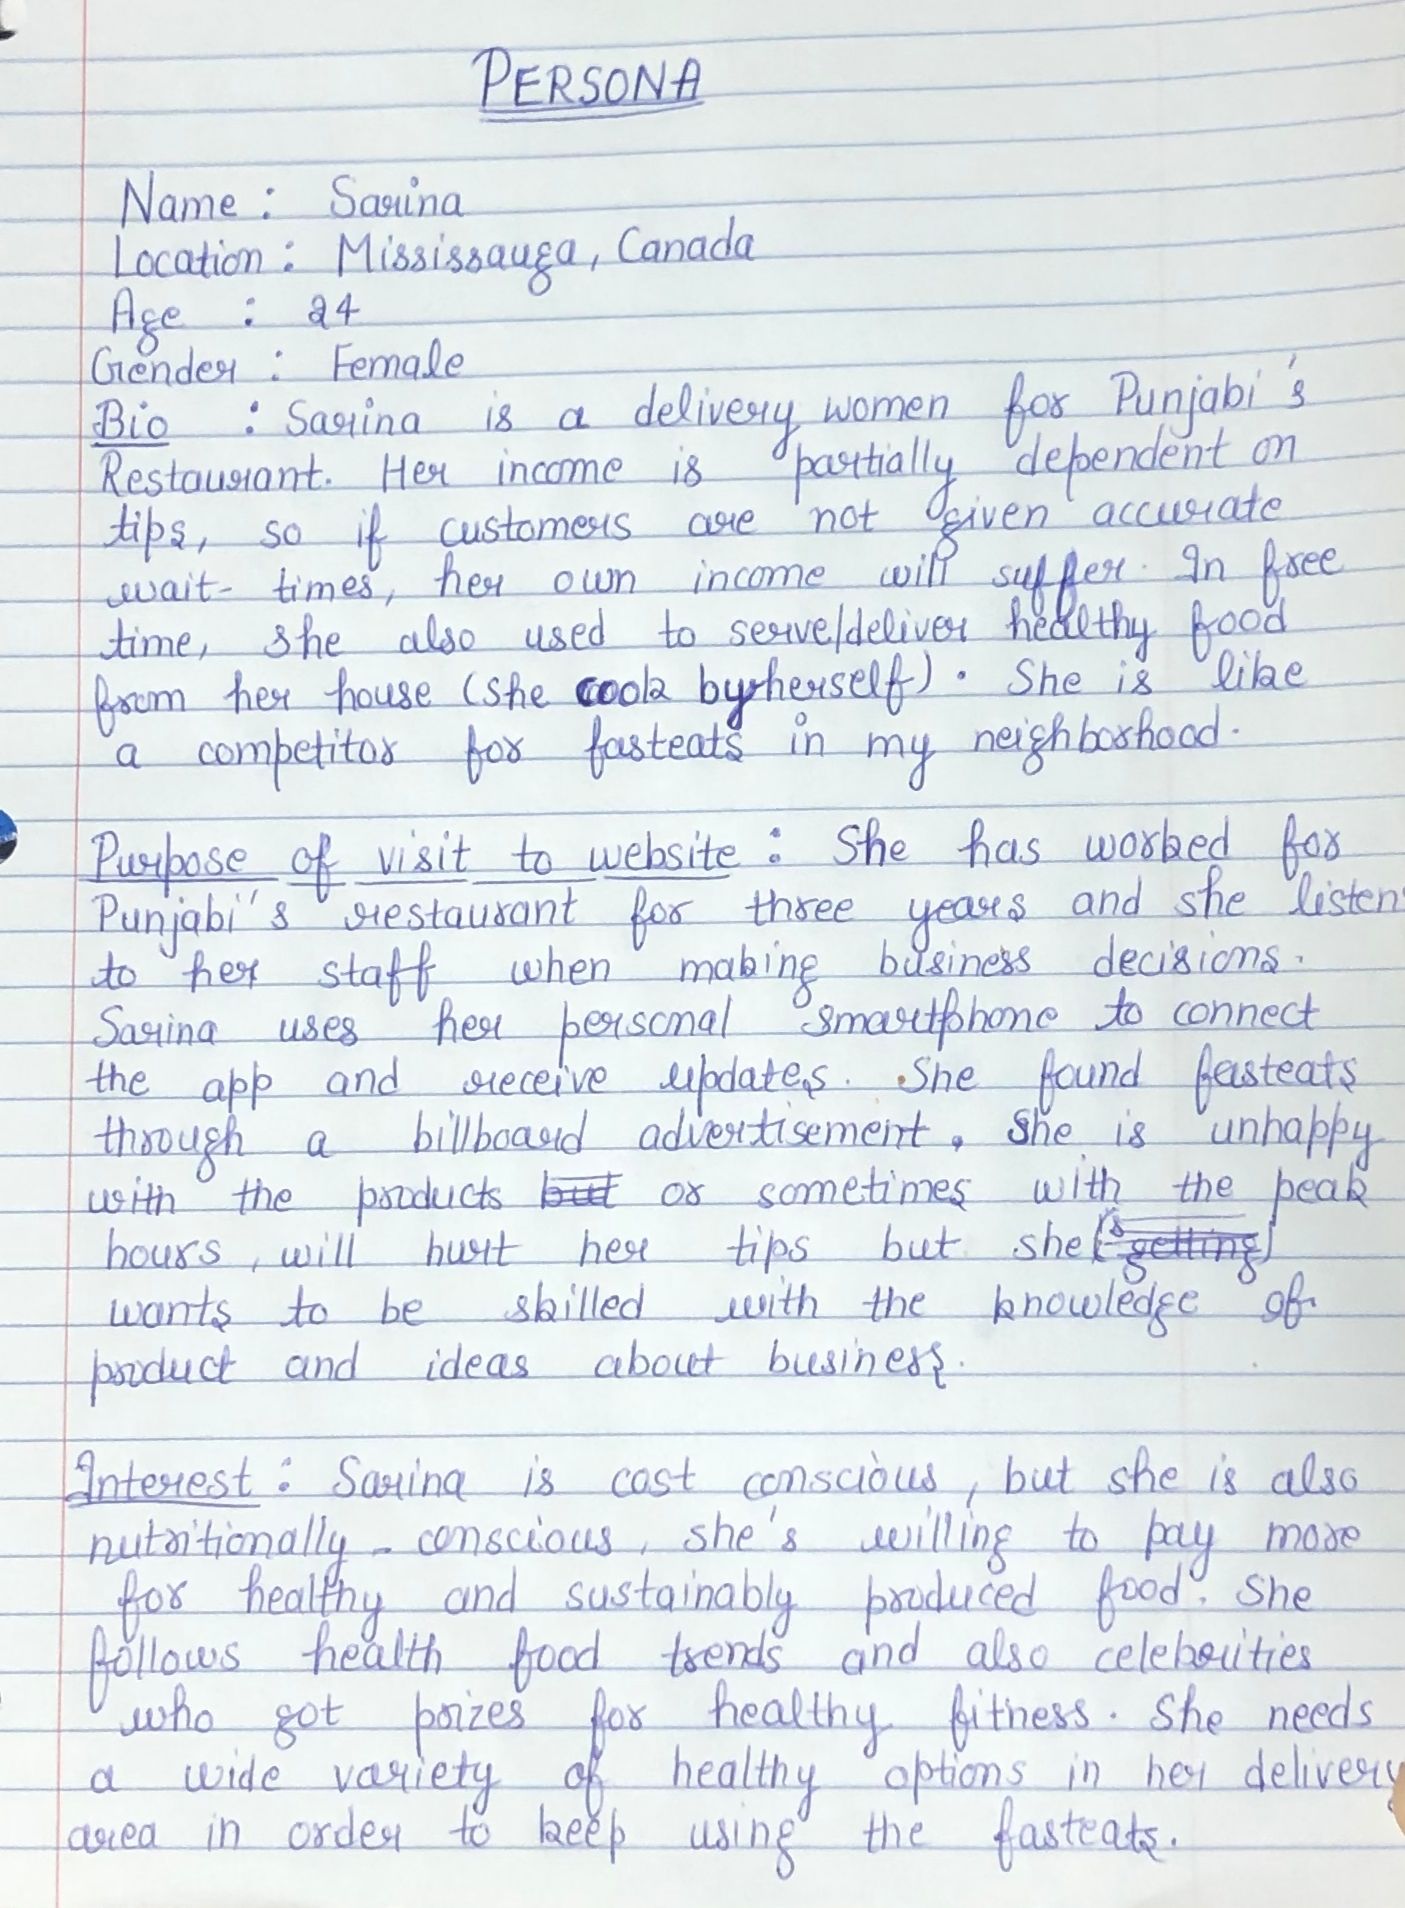 PERSONA
Name : Sarina
Location : Mississauga, Canada
Age : 24
Gender : Female
Bio : Sarina is a delivery women for Punjabi's
Restaurant. Her income is partially dependent on
tips, so if customers are not given accurate
wait- times, her own income will suffer. In free
time, she also used to serve/deliver healthy food
from her house (she cook by herself). She is like
a competitor for fasteats in my neighborhood.
Purpose of visit to website : She has worked for
Punjabi"s restaurant for three years and she listen
to her staff when making business decisions.
Sarina uses her personal smartphone to connect
the app and receive updates. She found fasteats
through a billboard advertisement. She is unhappy
with the products but or sometimes with the peak
hours, will hurt her tips but she (is getting)
wants to be skilled with the knowledge of
product and ideas about business.
Interest : Sarina is cost conscious, but she is also
nutritionally - conscious, she's willing to pay more
for healthy and sustainably produced food. She
follows health food trends and also celebrities
who got prizes for healthy fitness. She needs
a wide variety of healthy options in her delivery
area in order to keep using the fasteats.